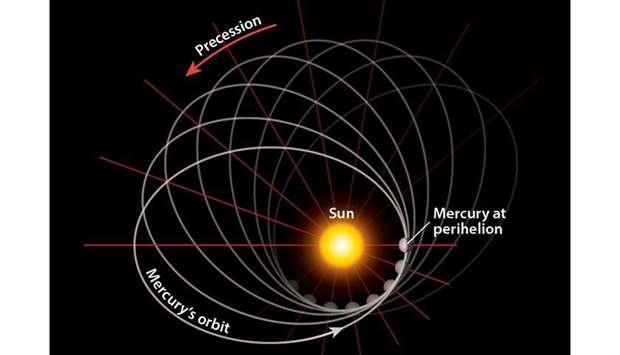 Precession
Sun
Mercury at
perihelion
Mercury's orbit